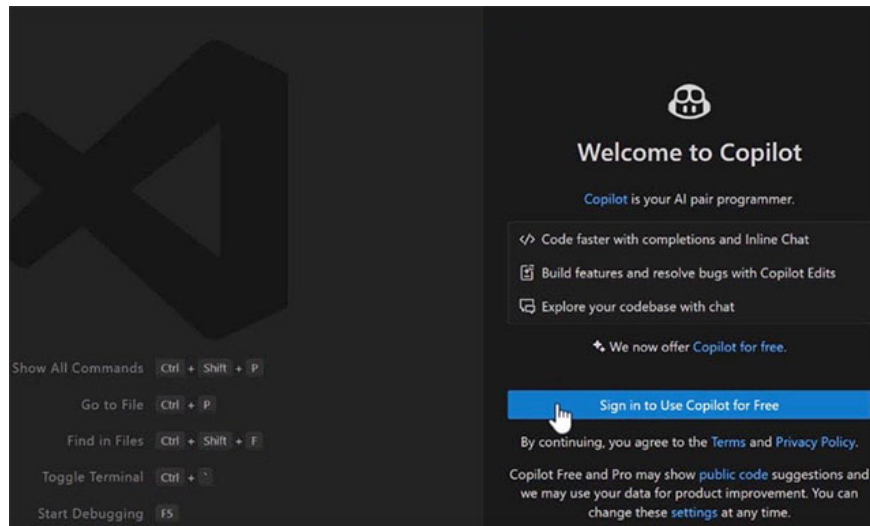 Welcome to Copilot
Copilot is your AI pair programmer.
Code faster with completions and Inline Chat
Build features and resolve bugs with Copilot Edits
Explore your codebase with chat
We now offer Copilot for free.
Sign in to Use Copilot for Free
By continuing, you agree to the Terms and Privacy Policy.
Copilot Free and Pro may show public code suggestions and
we may use your data for product improvement. You can
change these settings at any time.
Show All Commands Ctrl + Shift + P
Go to File Ctrl + P
Find in Files Ctrl + Shift + F
Toggle Terminal Ctrl + `
Start Debugging F5